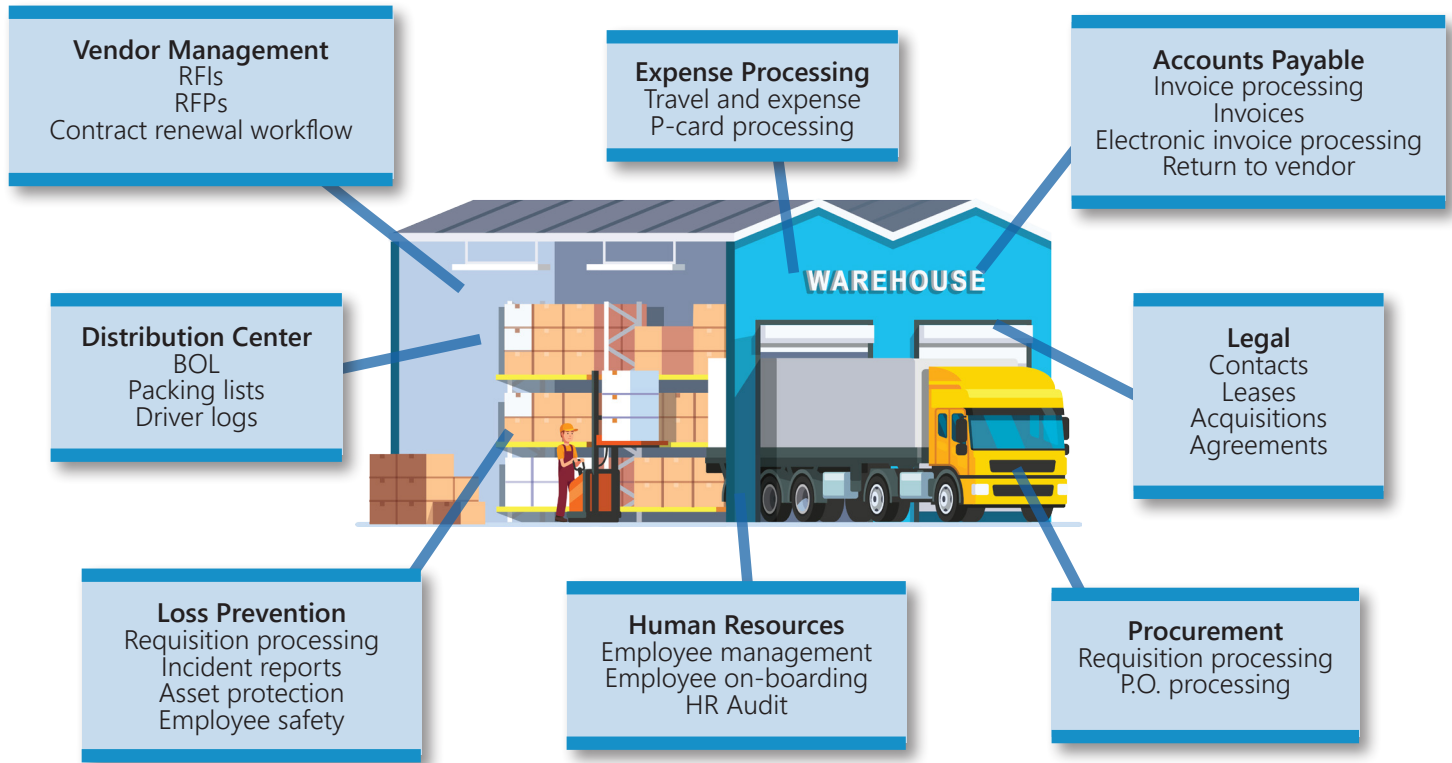 Vendor Management
RFIs
RFPs
Contract renewal workflow
Expense Processing
Travel and expense
P-card processing
Accounts Payable
Invoice processing
Invoices
Electronic invoice processing
Return to vendor
WAREHOUSE
Distribution Center
BOL
Packing lists
Driver logs
Legal
Contacts
Leases
Acquisitions
Agreements
Loss Prevention
Requisition processing
Incident reports
Asset protection
Employee safety
Human Resources
Employee management
Employee on-boarding
HR Audit
Procurement
Requisition processing
P.O. processing